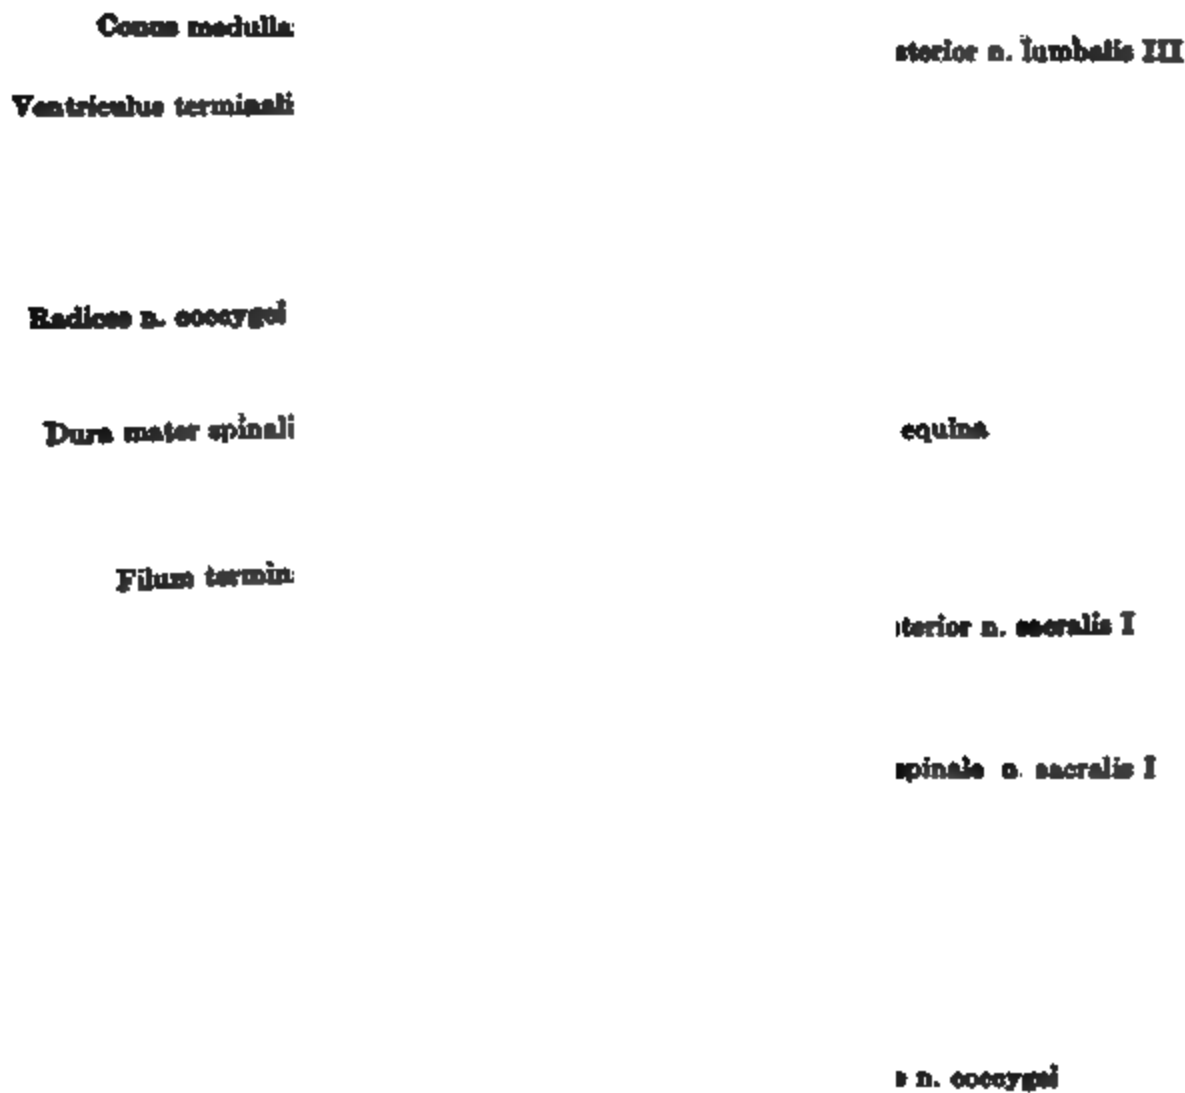 Conus medulla
sterior n. lumbalis III
Ventriculus terminali
Radices n. coccygei
Dura mater spinali
equina
Filum termin
terior n. sacralis I
spinale n. sacralis I
s n. coccygei